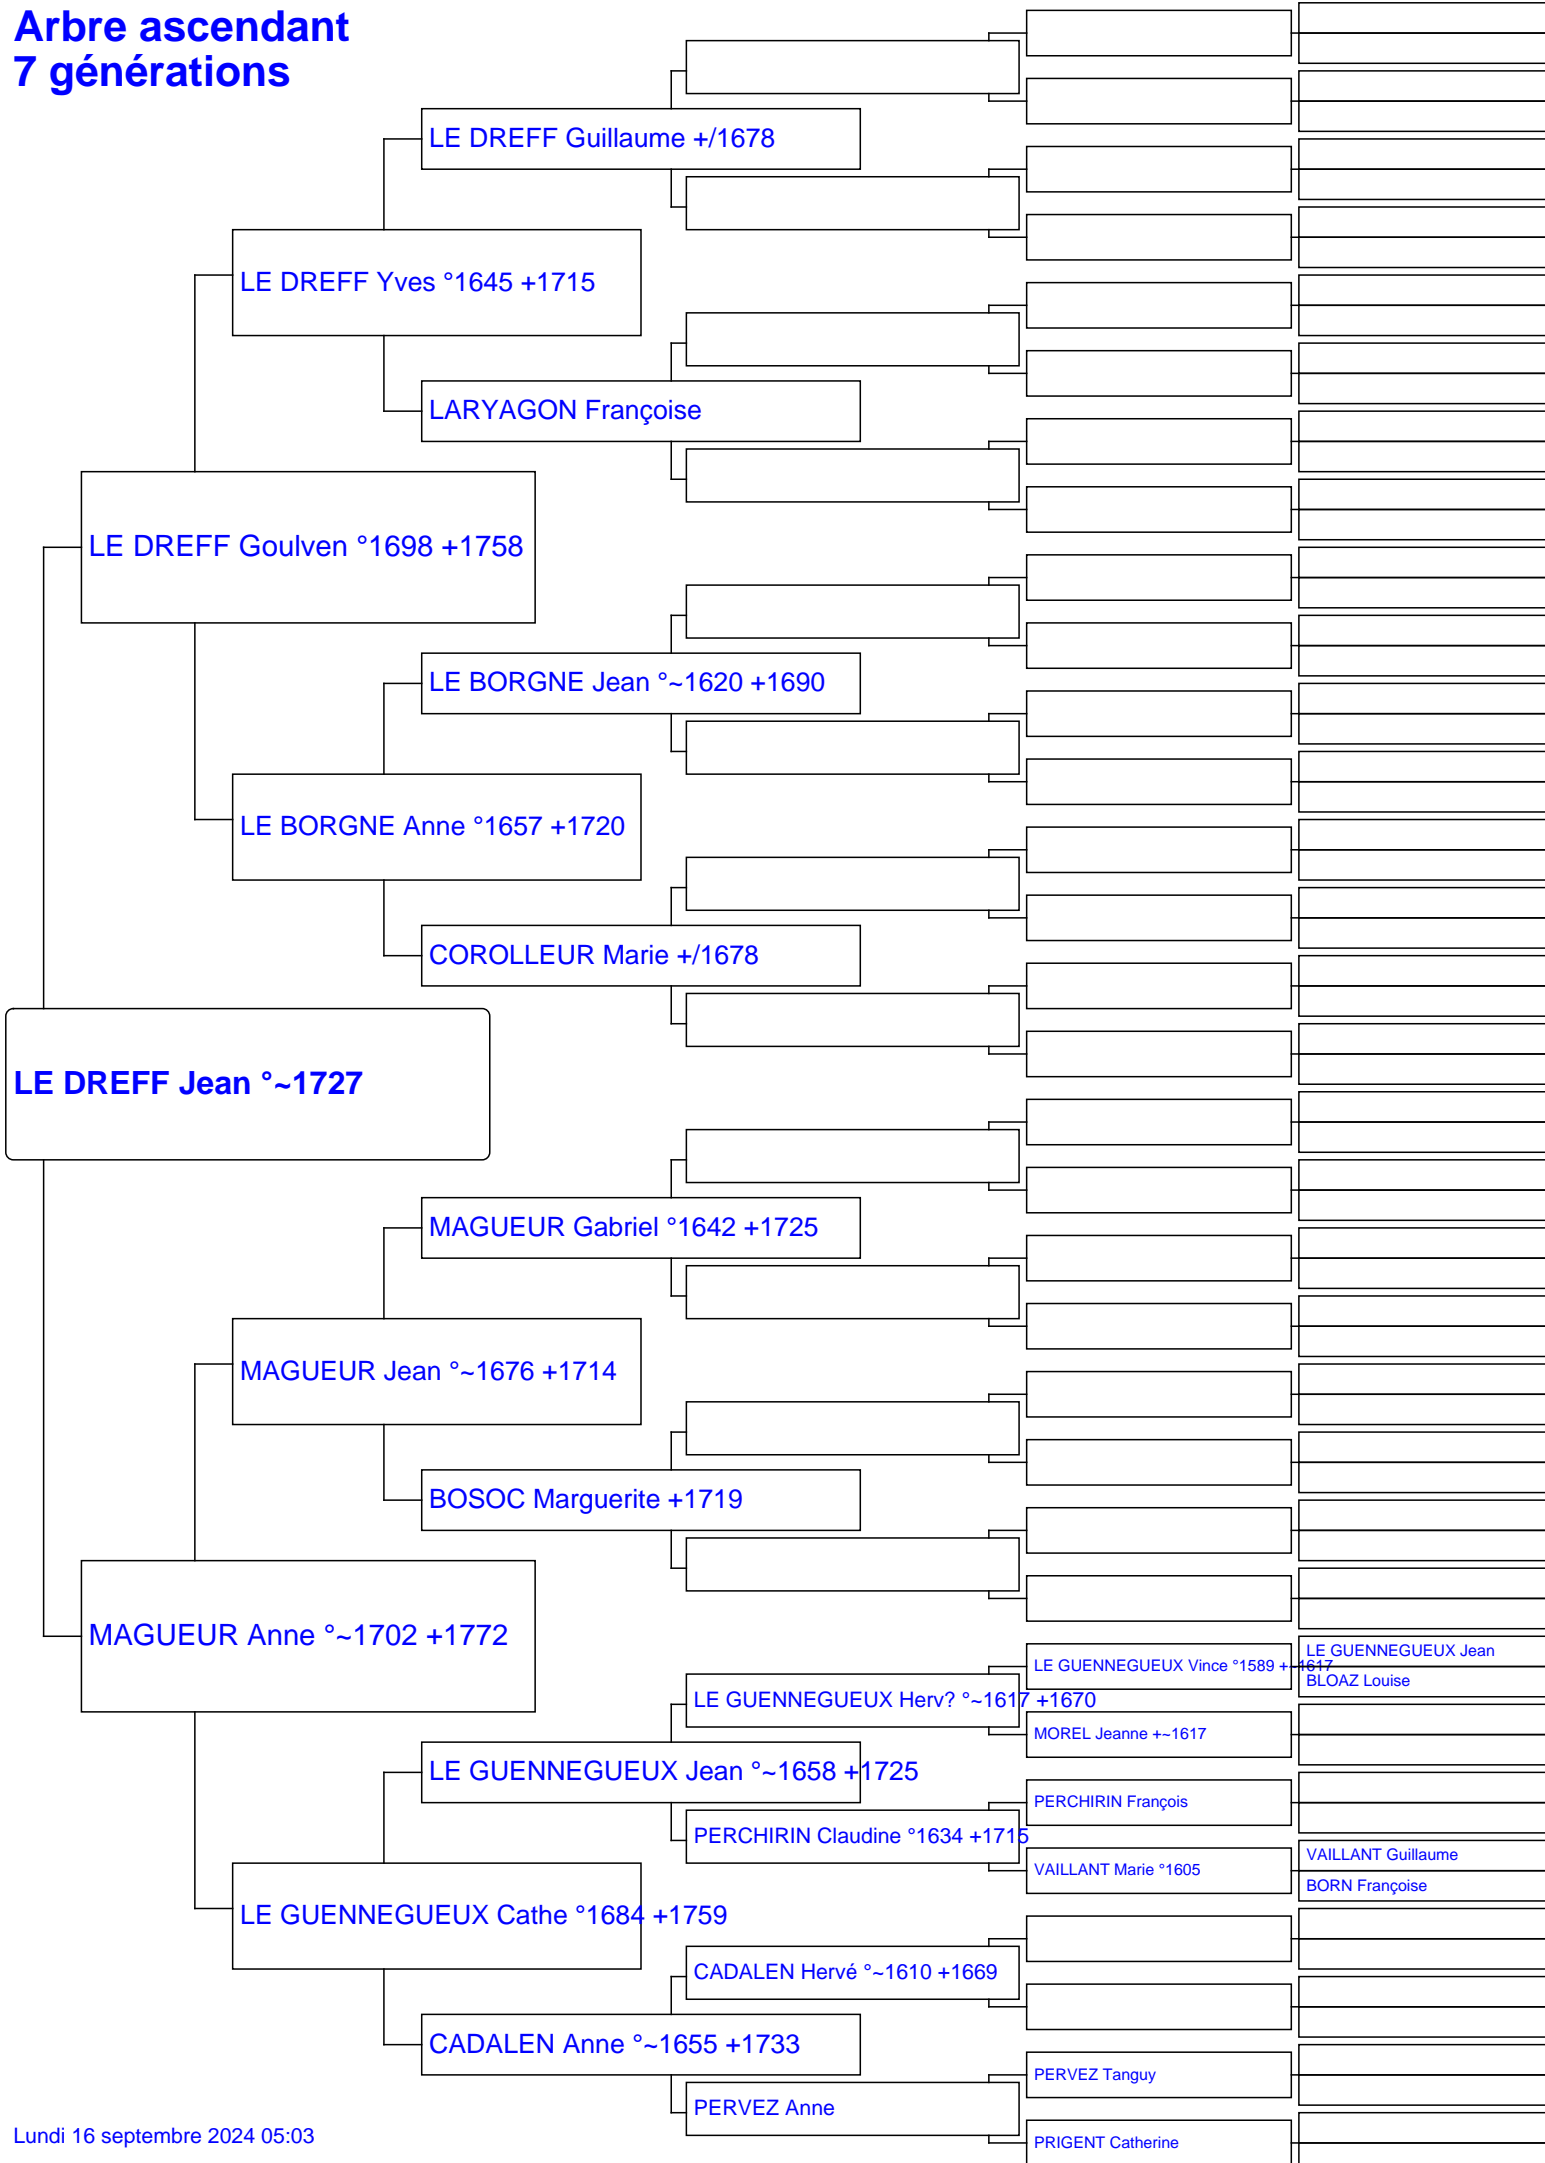 Arbre ascendant
7 générations
LE DREFF Guillaume +/1678
LE DREFF Yves °1645 +1715
LARYAGON Françoise
LE DREFF Goulven °1698 +1758
LE BORGNE Jean °~1620 +1690
LE BORGNE Anne °1657 +1720
COROLLEUR Marie +/1678
LE DREFF Jean °~1727
MAGUEUR Gabriel °1642 +1725
MAGUEUR Jean °~1676 +1714
BOSOC Marguerite +1719
MAGUEUR Anne °~1702 +1772
LE GUENNEGUEUX Jean
LE GUENNEGUEUX Vince °1589 +~1617
BLOAZ Louise
LE GUENNEGUEUX Herv? °~1617 +1670
MOREL Jeanne +~1617
LE GUENNEGUEUX Jean °~1658 +1725
PERCHIRIN François
PERCHIRIN Claudine °1634 +1715
VAILLANT Guillaume
VAILLANT Marie °1605
BORN Françoise
LE GUENNEGUEUX Cathe °1684 +1759
CADALEN Hervé °~1610 +1669
CADALEN Anne °~1655 +1733
PERVEZ Tanguy
PERVEZ Anne
PRIGENT Catherine
Lundi 16 septembre 2024 05:03